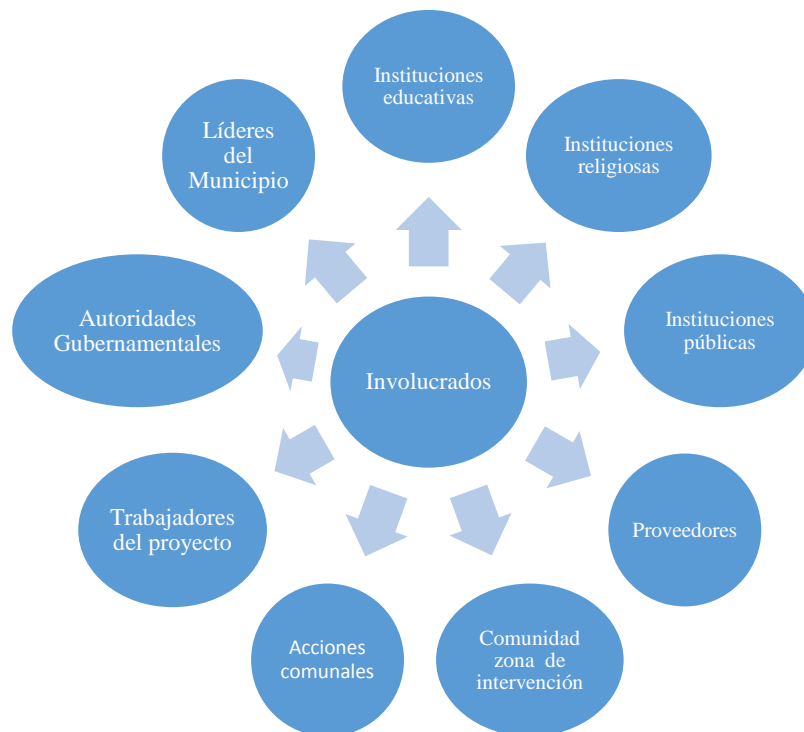 Instituciones
educativas
Instituciones
religiosas
Instituciones
públicas
Proveedores
Comunidad
zona de
intervención
Acciones
comunales
Trabajadores
del proyecto
Autoridades
Gubernamentales
Líderes
del
Municipio
Involucrados